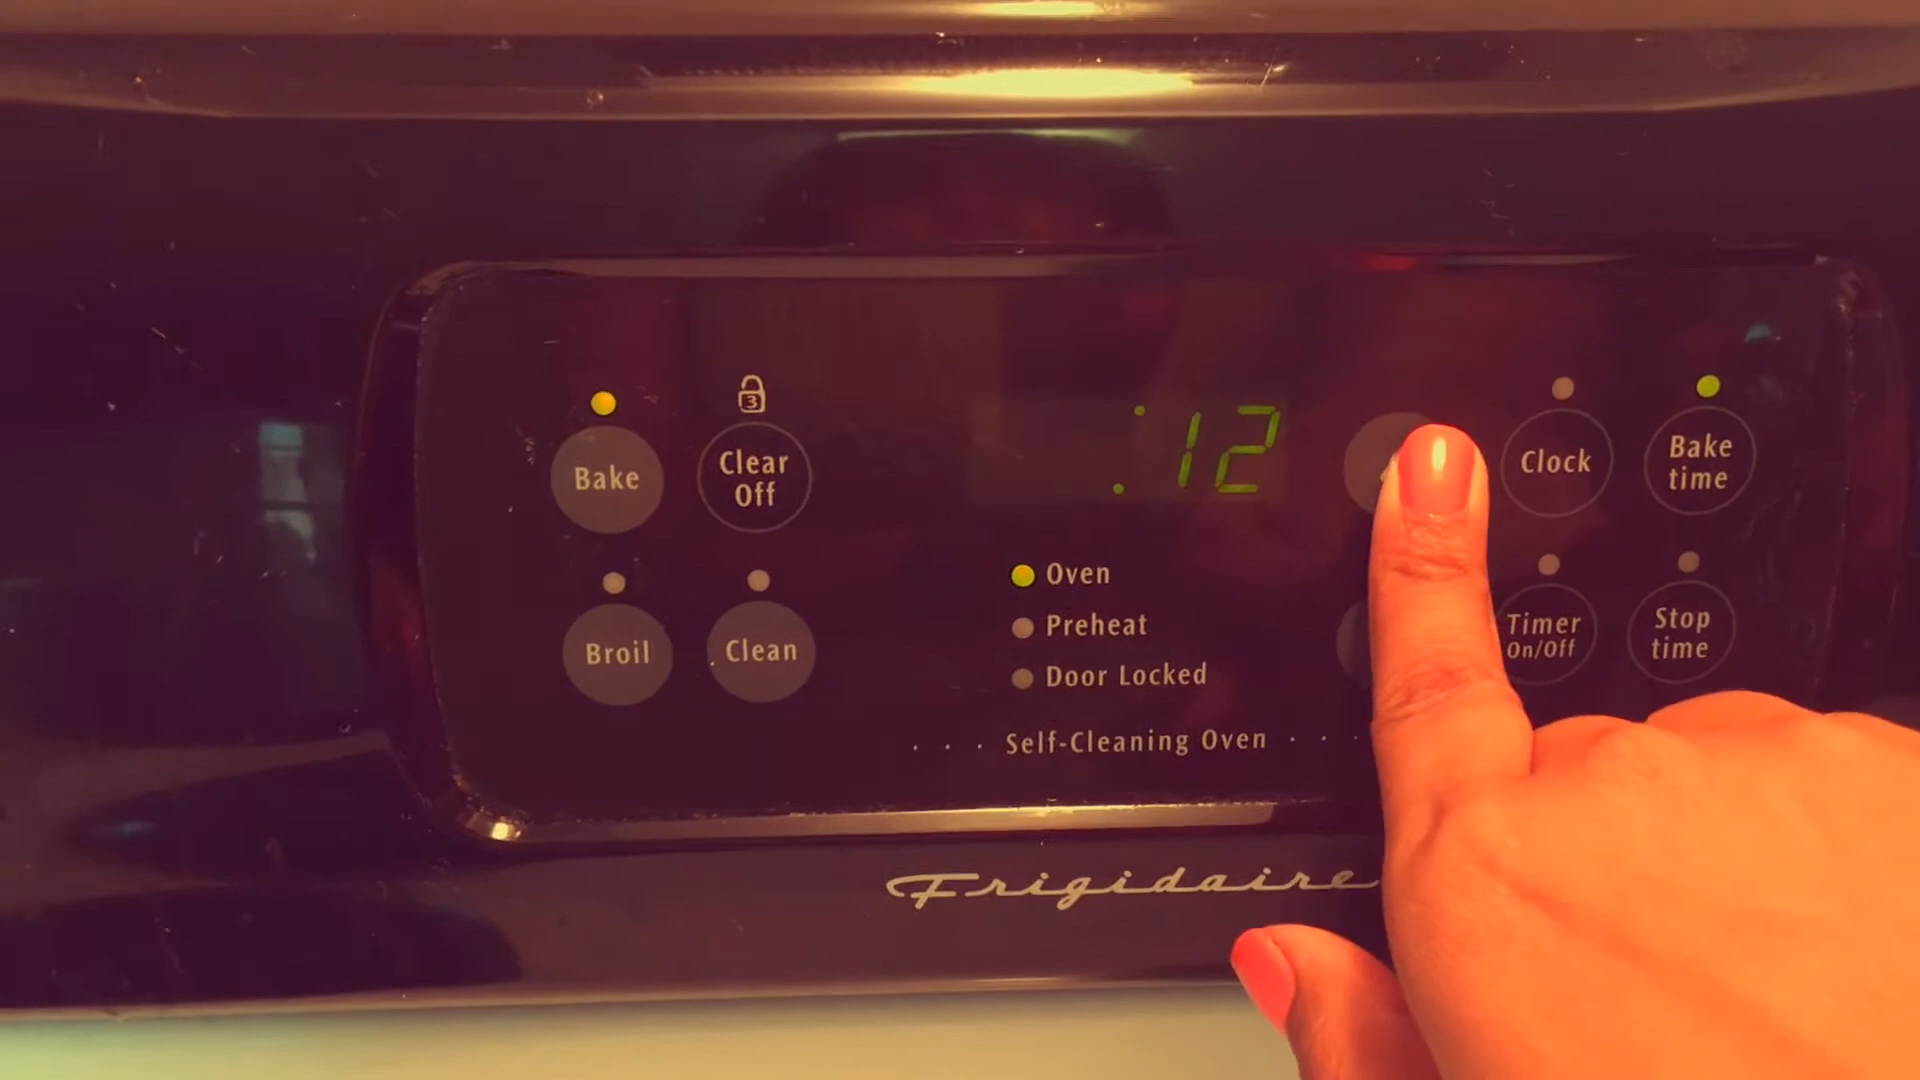 3
Bake
Clear
Off
:12
Clock
Bake
time
Broil
Clean
Oven
Preheat
Door Locked
Timer
On/Off
Stop
time
. . . Self-Cleaning Oven . . .
Frigidaire